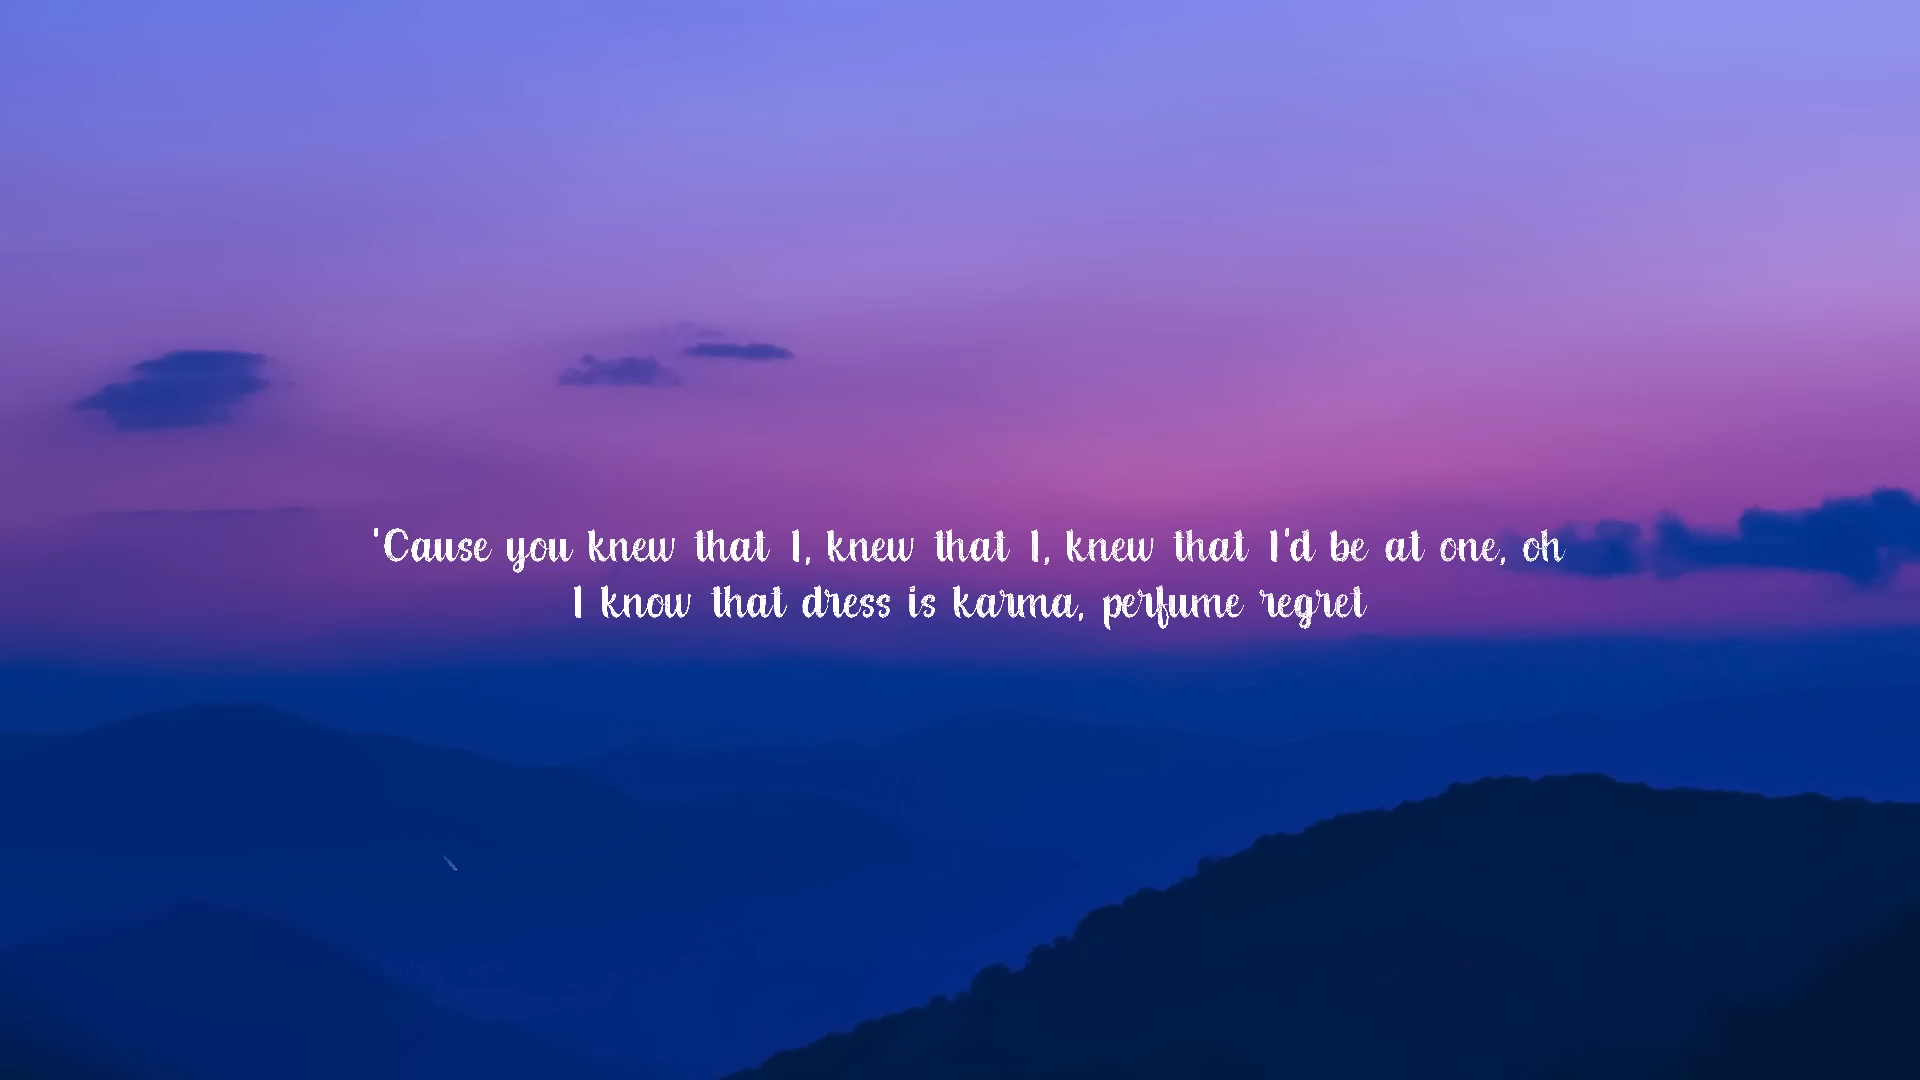 'Cause you knew that I, knew that I, knew that I'd be at one, oh
I know that dress is karma, perfume regret